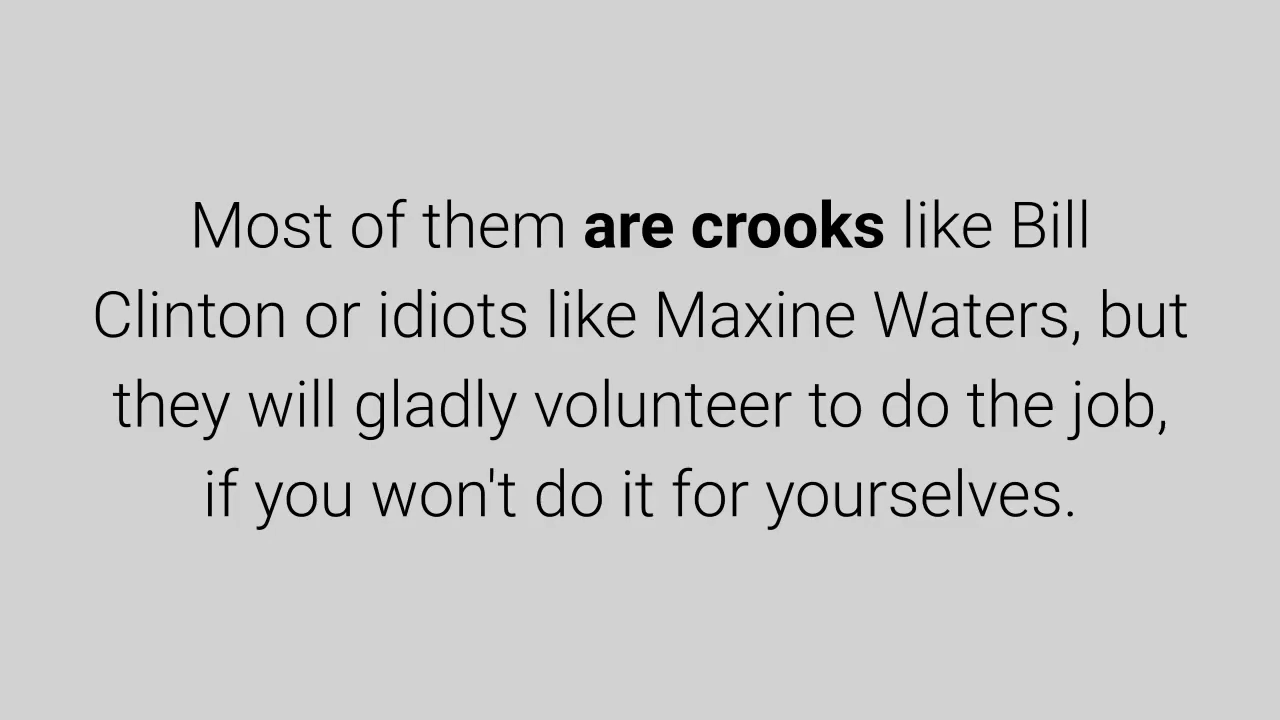 Most of them are crooks like Bill
Clinton or idiots like Maxine Waters, but
they will gladly volunteer to do the job,
if you won't do it for yourselves.